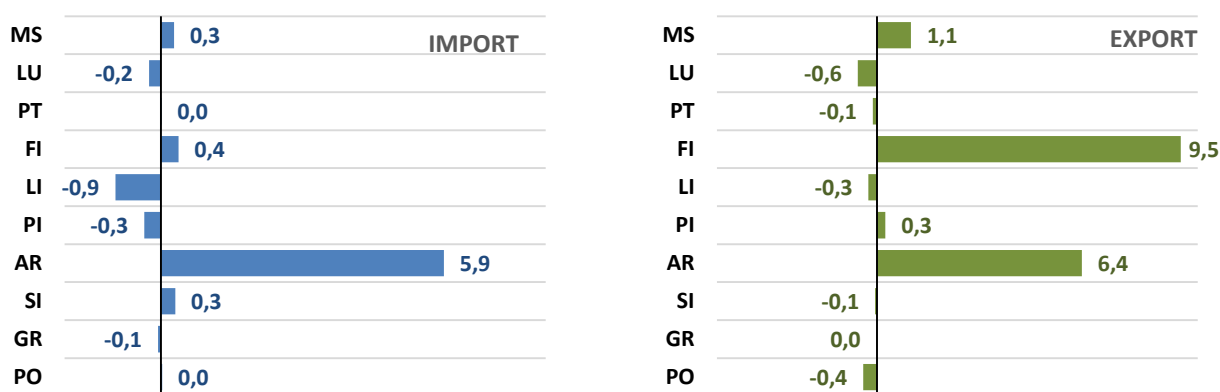 IMPORT
MS 0,3
LU -0,2
PT 0,0
FI 0,4
LI -0,9
PI -0,3
AR 5,9
SI 0,3
GR -0,1
PO 0,0
EXPORT
MS 1,1
LU -0,6
PT -0,1
FI 9,5
LI -0,3
PI 0,3
AR 6,4
SI -0,1
GR 0,0
PO -0,4